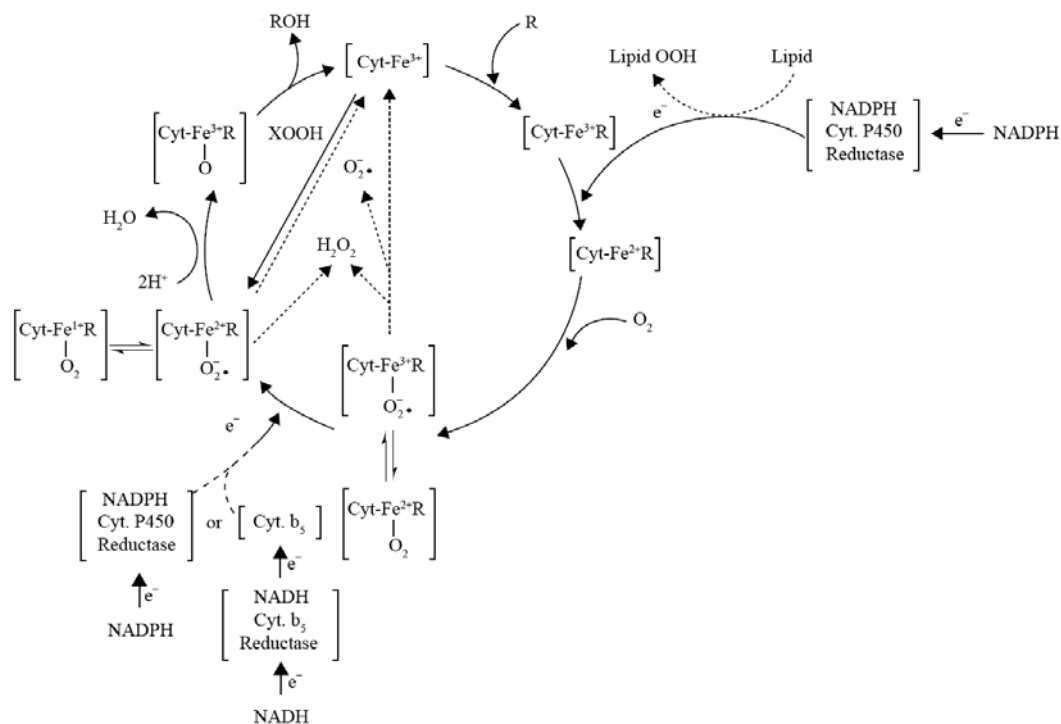 ROH
R
[Cyt-Fe³⁺]
Lipid OOH
Lipid
e⁻
NADPH
Cyt. P450
Reductase
e⁻
NADPH
[Cyt-Fe³⁺R]
XOOH
Cyt-Fe³⁺R
O
O₂⁻•
H₂O
H₂O₂
[Cyt-Fe²⁺R]
2H⁺
O₂
Cyt-Fe¹⁺R
O₂
Cyt-Fe²⁺R
O₂⁻•
Cyt-Fe³⁺R
O₂⁻•
e⁻
NADPH
Cyt. P450
Reductase
or
[Cyt. b₅]
Cyt-Fe²⁺R
O₂
e⁻
NADPH
e⁻
NADH
Cyt. b₅
Reductase
e⁻
NADH